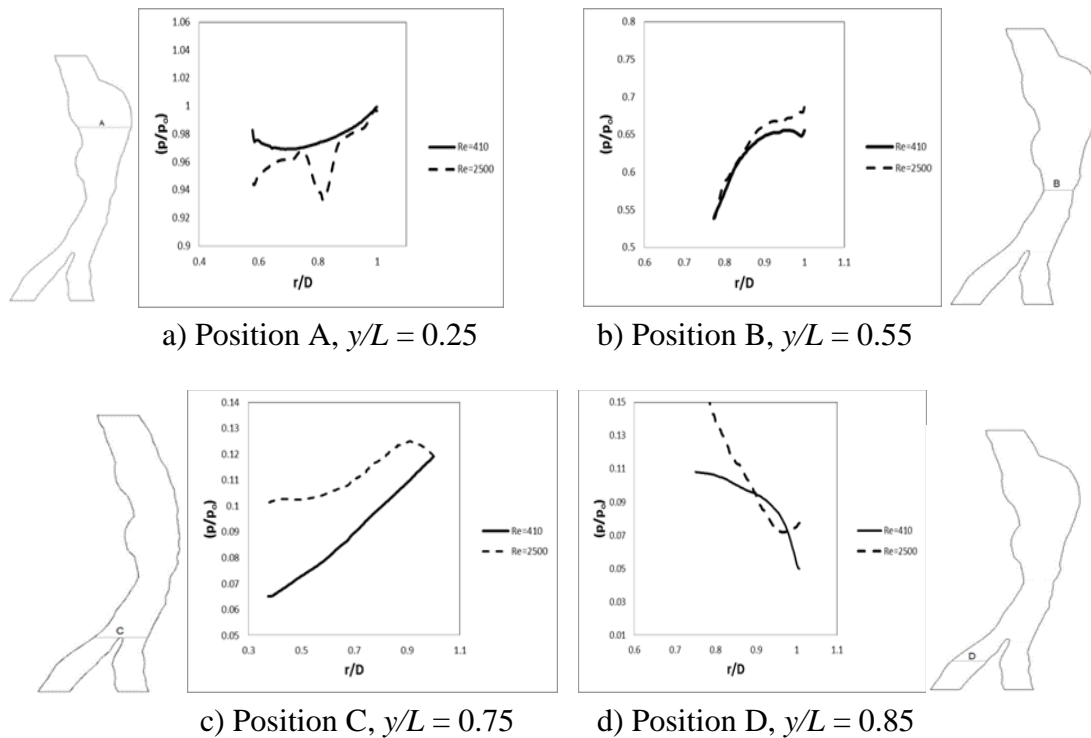 1.06
1.04
1.02
1
0.98
0.96
0.94
0.92
0.9
(p/pₒ)
0.4
0.6
0.8
1
r/D
Re=410
Re=2500
A
a) Position A, y/L = 0.25
0.8
0.75
0.7
0.65
0.6
0.55
0.5
(p/pₒ)
0.6
0.7
0.8
0.9
1
1.1
r/D
Re=410
Re=2500
B
b) Position B, y/L = 0.55
0.14
0.13
0.12
0.11
0.1
0.09
0.08
0.07
0.06
0.05
(p/pₒ)
0.3
0.5
0.7
0.9
1.1
r/D
Re=410
Re=2500
C
c) Position C, y/L = 0.75
0.15
0.13
0.11
0.09
0.07
0.05
0.03
0.01
(p/pₒ)
0.6
0.7
0.8
0.9
1
1.1
r/D
Re=410
Re=2500
D
d) Position D, y/L = 0.85